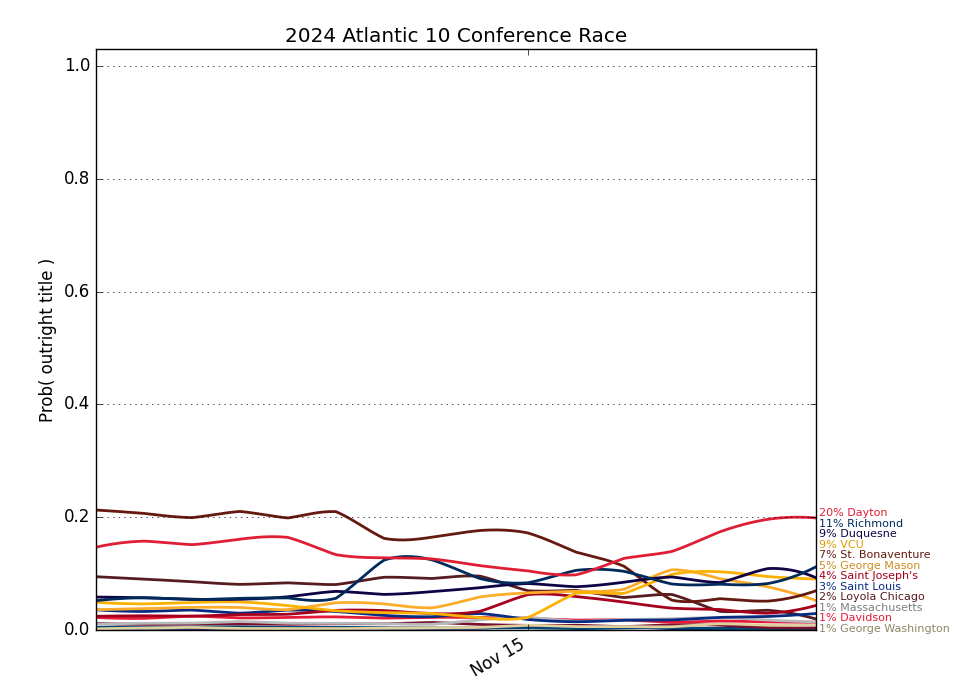 2024 Atlantic 10 Conference Race
1.0
0.8
0.6
0.4
0.2
0.0
Prob( outright title )
Nov 15
20% Dayton
11% Richmond
9% Duquesne
9% VCU
7% St. Bonaventure
5% George Mason
4% Saint Joseph's
3% Saint Louis
2% Loyola Chicago
1% Massachusetts
1% Davidson
1% George Washington